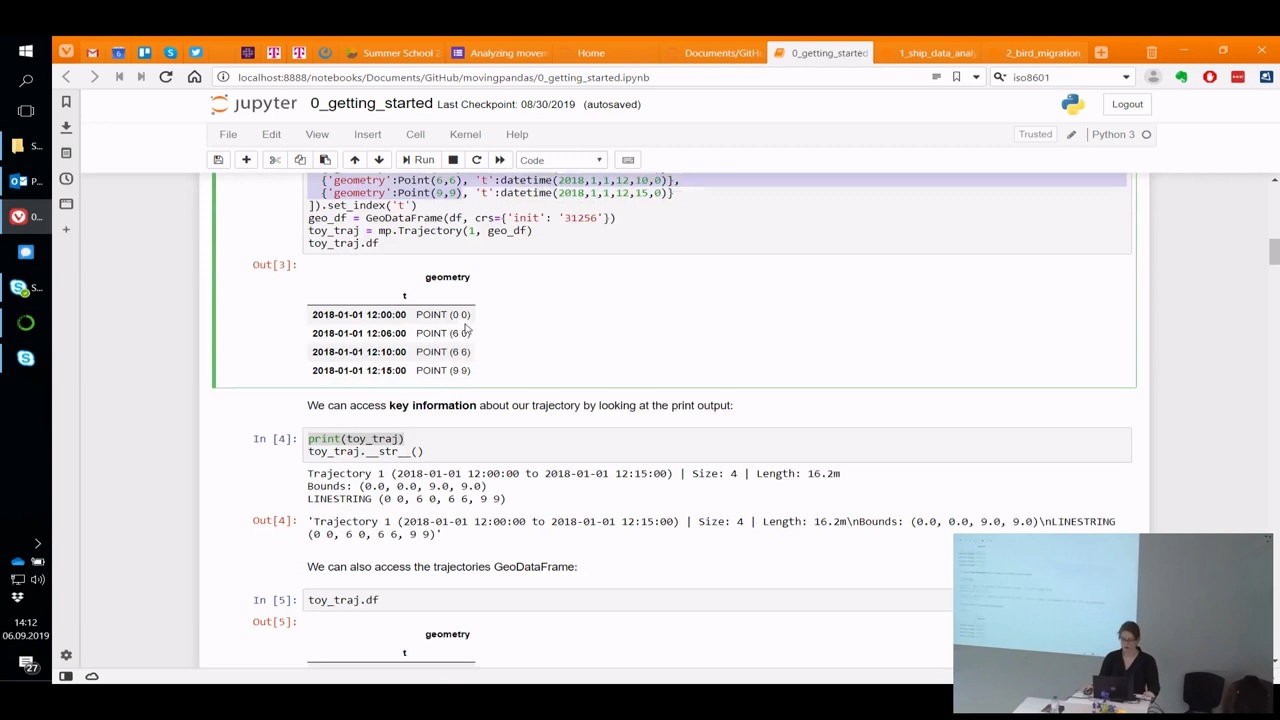 Summer School 2
Analyzing movem
Home
Documents/GitHu
0_getting_started
1_ship_data_anal
2_bird_migration
localhost:8888/notebooks/Documents/GitHub/movingpandas/0_getting_started.ipynb
iso8601
jupyter 0_getting_started Last Checkpoint: 08/30/2019 (autosaved)
Logout
File Edit View Insert Cell Kernel Help
Trusted
Python 3
Run
Code
{'geometry':Point(6,6), 't':datetime(2018,1,1,12,10,0)},
{'geometry':Point(9,9), 't':datetime(2018,1,1,12,15,0)}
]).set_index('t')
geo_df = GeoDataFrame(df, crs={'init': '31256'})
toy_traj = mp.Trajectory(1, geo_df)
toy_traj.df
Out[3]:
geometry
t
2018-01-01 12:00:00 POINT (0 0)
2018-01-01 12:06:00 POINT (6 0)
2018-01-01 12:10:00 POINT (6 6)
2018-01-01 12:15:00 POINT (9 9)
We can access key information about our trajectory by looking at the print output:
In [4]: print(toy_traj)
toy_traj.__str__()
Trajectory 1 (2018-01-01 12:00:00 to 2018-01-01 12:15:00) | Size: 4 | Length: 16.2m
Bounds: (0.0, 0.0, 9.0, 9.0)
LINESTRING (0 0, 6 0, 6 6, 9 9)
Out[4]: 'Trajectory 1 (2018-01-01 12:00:00 to 2018-01-01 12:15:00) | Size: 4 | Length: 16.2m\nBounds: (0.0, 0.0, 9.0, 9.0)\nLINESTRING
(0 0, 6 0, 6 6, 9 9)'
We can also access the trajectories GeoDataFrame:
In [5]: toy_traj.df
Out[5]:
geometry
t
S...
P...
0...
S...
14:12
06.09.2019
27